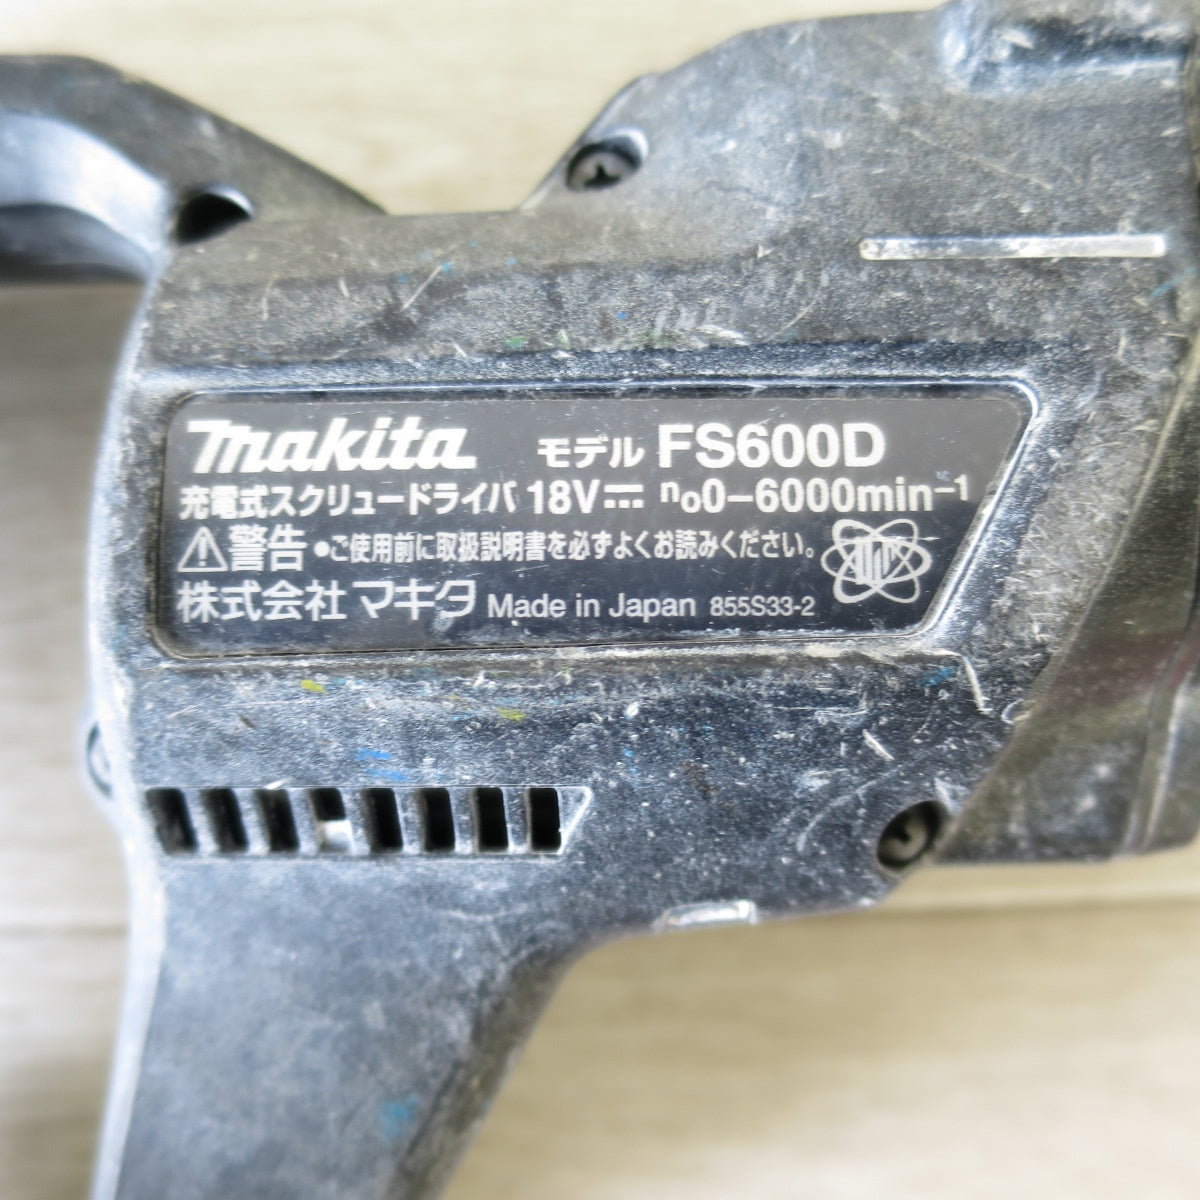 makita モデル FS600D
充電式スクリュードライバ 18V⎓ n₀0-6000min⁻¹
警告 •ご使用前に取扱説明書を必ずよくお読みください。
株式会社マキタ Made in Japan 855S33-2